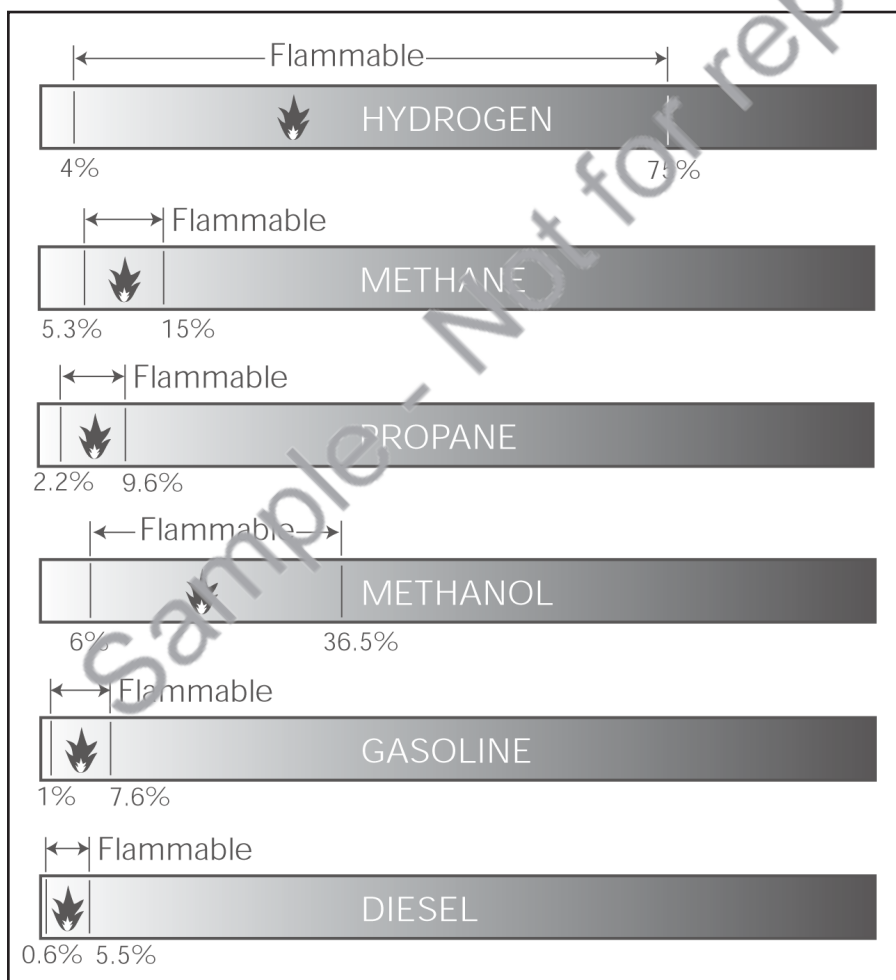 Flammable
HYDROGEN
4% 75%
Flammable
METHANE
5.3% 15%
Flammable
PROPANE
2.2% 9.6%
Flammable
METHANOL
6% 36.5%
Flammable
GASOLINE
1% 7.6%
Flammable
DIESEL
0.6% 5.5%
Sample - Not for